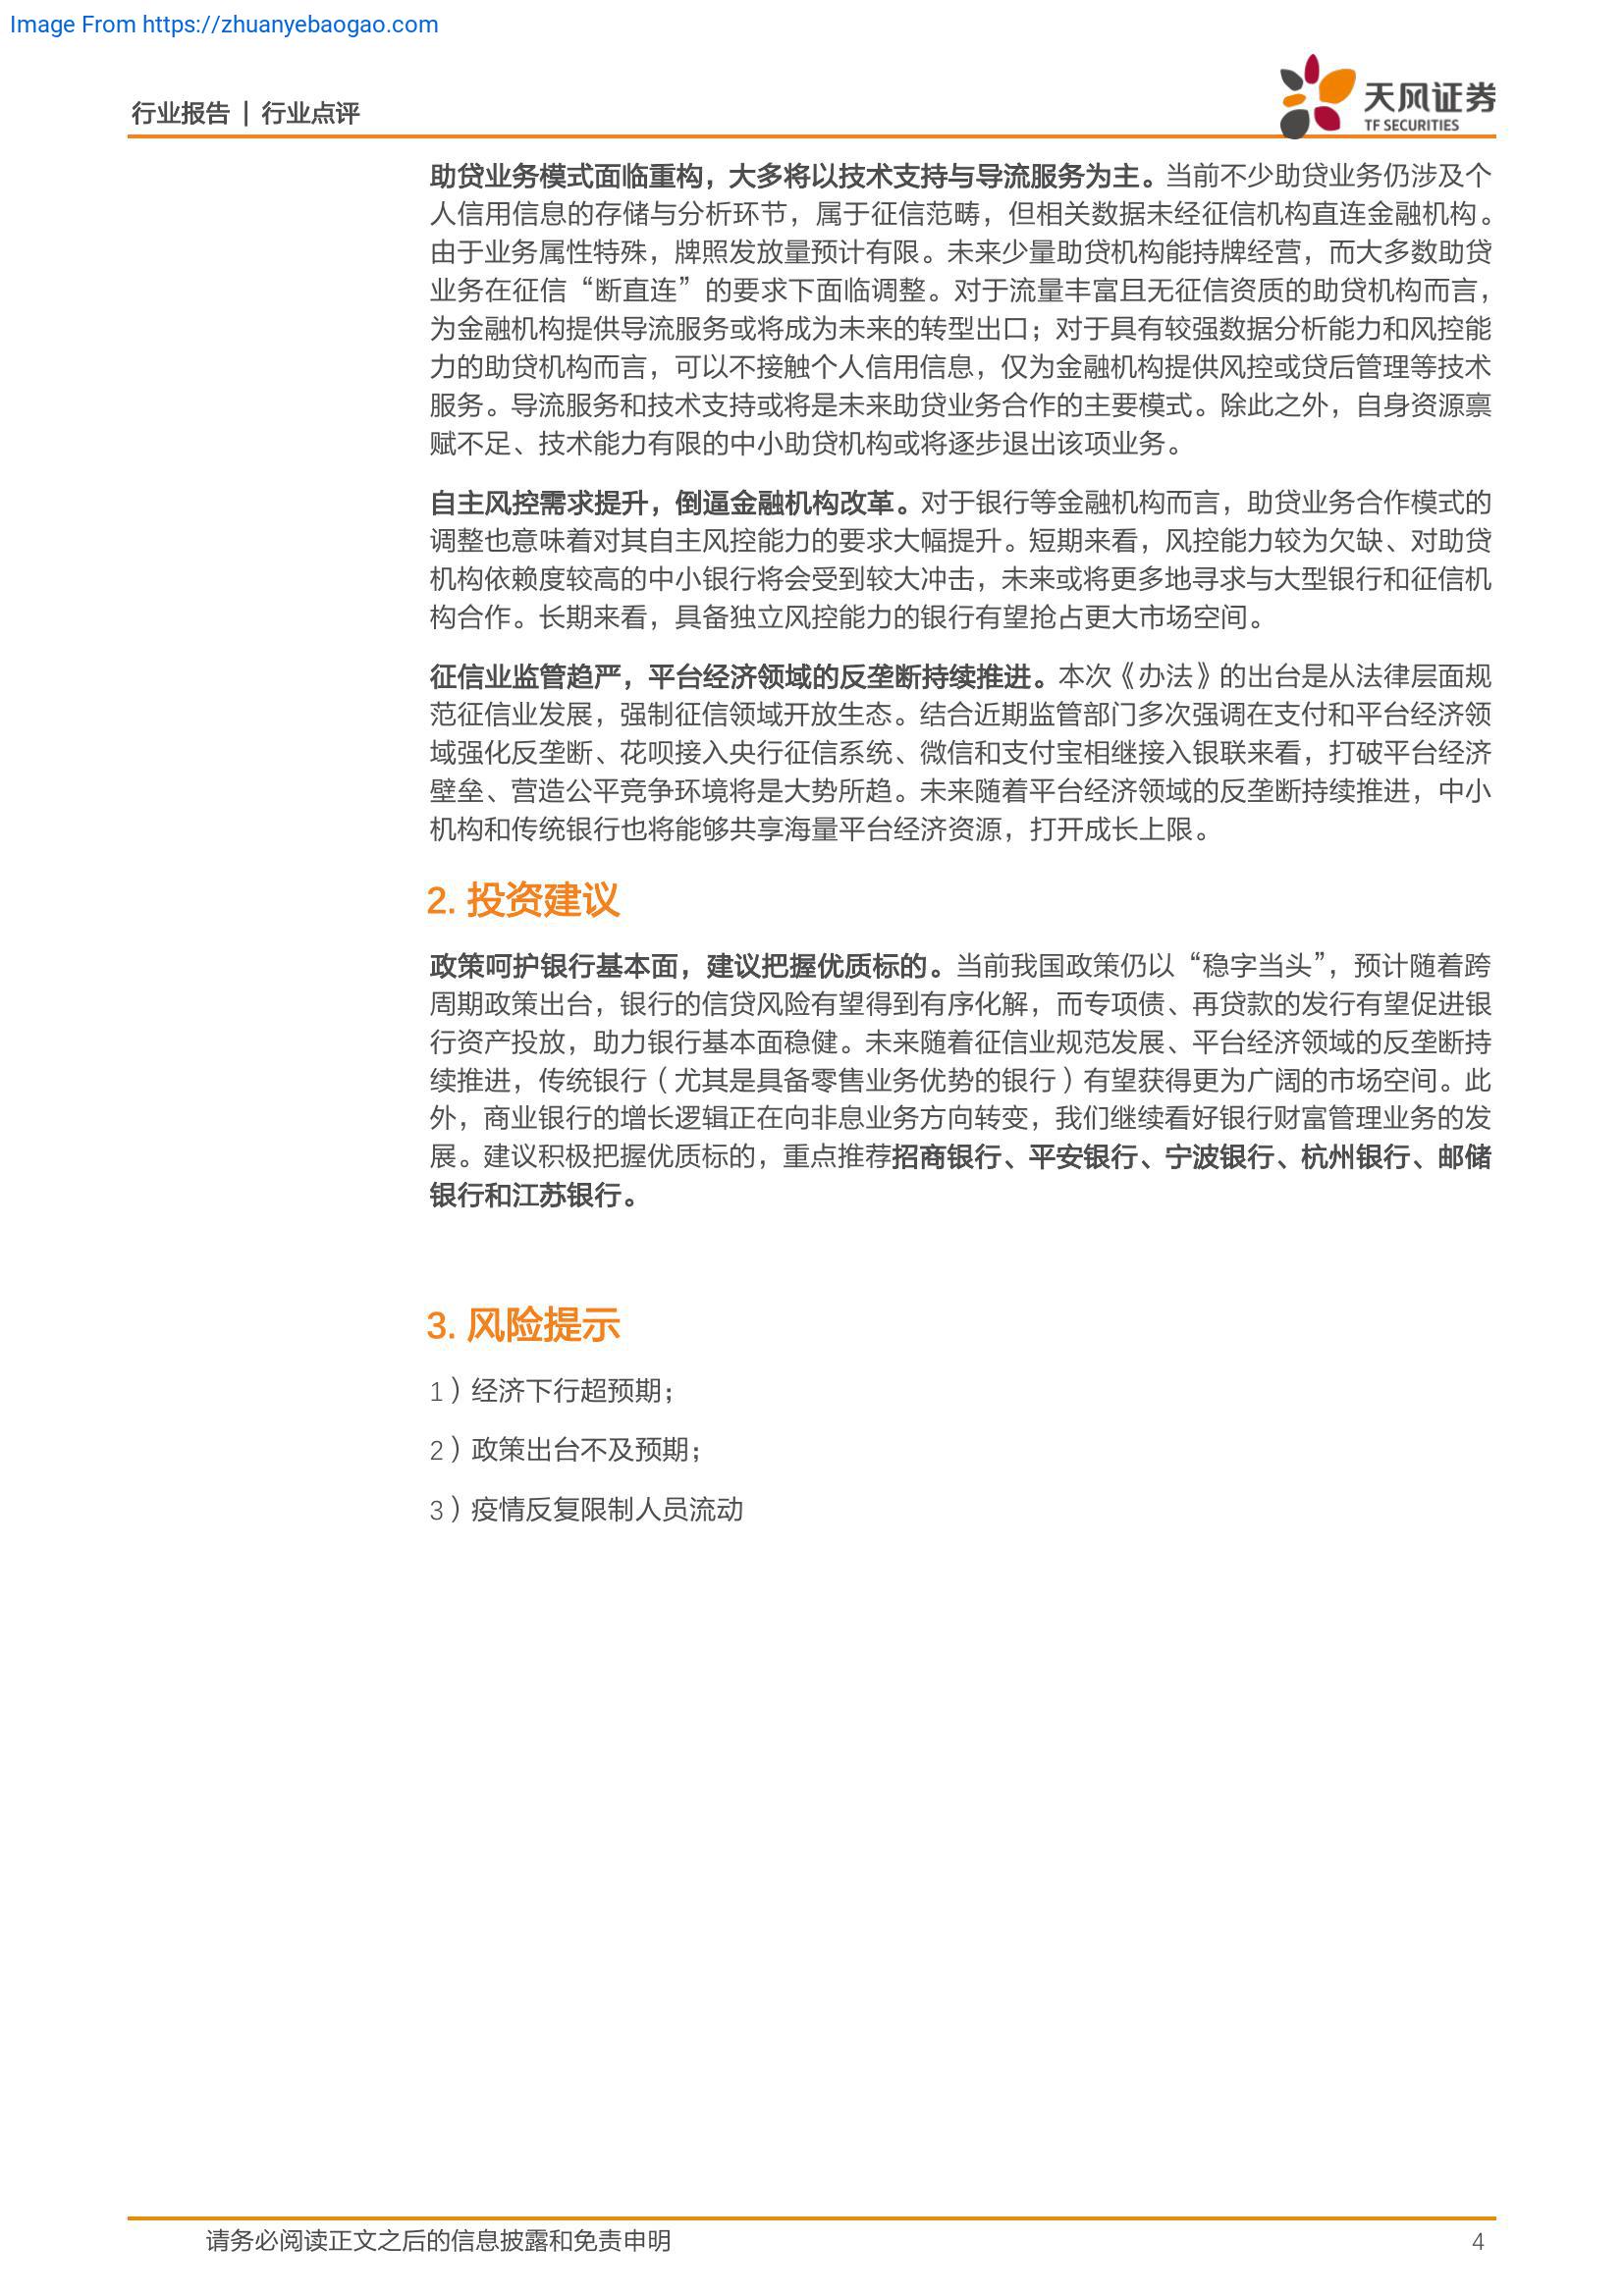 Image From https://zhuanyebaogao.com
行业报告 | 行业点评
天风证券
TF SECURITIES
助贷业务模式面临重构，大多将以技术支持与导流服务为主。当前不少助贷业务仍涉及个
人信用信息的存储与分析环节，属于征信范畴，但相关数据未经征信机构直连金融机构。
由于业务属性特殊，牌照发放量预计有限。未来少量助贷机构能持牌经营，而大多数助贷
业务在征信“断直连”的要求下面临调整。对于流量丰富且无征信资质的助贷机构而言，
为金融机构提供导流服务或将成为未来的转型出口；对于具有较强数据分析能力和风控能
力的助贷机构而言，可以不接触个人信用信息，仅为金融机构提供风控或贷后管理等技术
服务。导流服务和技术支持或将是未来助贷业务合作的主要模式。除此之外，自身资源禀
赋不足、技术能力有限的中小助贷机构或将逐步退出该项业务。
自主风控需求提升，倒逼金融机构改革。对于银行等金融机构而言，助贷业务合作模式的
调整也意味着对其自主风控能力的要求大幅提升。短期来看，风控能力较为欠缺、对助贷
机构依赖度较高的中小银行将会受到较大冲击，未来或将更多地寻求与大型银行和征信机
构合作。长期来看，具备独立风控能力的银行有望抢占更大市场空间。
征信业监管趋严，平台经济领域的反垄断持续推进。本次《办法》的出台是从法律层面规
范征信业发展，强制征信领域开放生态。结合近期监管部门多次强调在支付和平台经济领
域强化反垄断、花呗接入央行征信系统、微信和支付宝相继接入银联来看，打破平台经济
壁垒、营造公平竞争环境将是大势所趋。未来随着平台经济领域的反垄断持续推进，中小
机构和传统银行也将能够共享海量平台经济资源，打开成长上限。
2. 投资建议
政策呵护银行基本面，建议把握优质标的。当前我国政策仍以“稳字当头”，预计随着跨
周期政策出台，银行的信贷风险有望得到有序化解，而专项债、再贷款的发行有望促进银
行资产投放，助力银行基本面稳健。未来随着征信业规范发展、平台经济领域的反垄断持
续推进，传统银行（尤其是具备零售业务优势的银行）有望获得更为广阔的市场空间。此
外，商业银行的增长逻辑正在向非息业务方向转变，我们继续看好银行财富管理业务的发
展。建议积极把握优质标的，重点推荐招商银行、平安银行、宁波银行、杭州银行、邮储
银行和江苏银行。
3. 风险提示
1）经济下行超预期；
2）政策出台不及预期；
3）疫情反复限制人员流动
请务必阅读正文之后的信息披露和免责申明
4